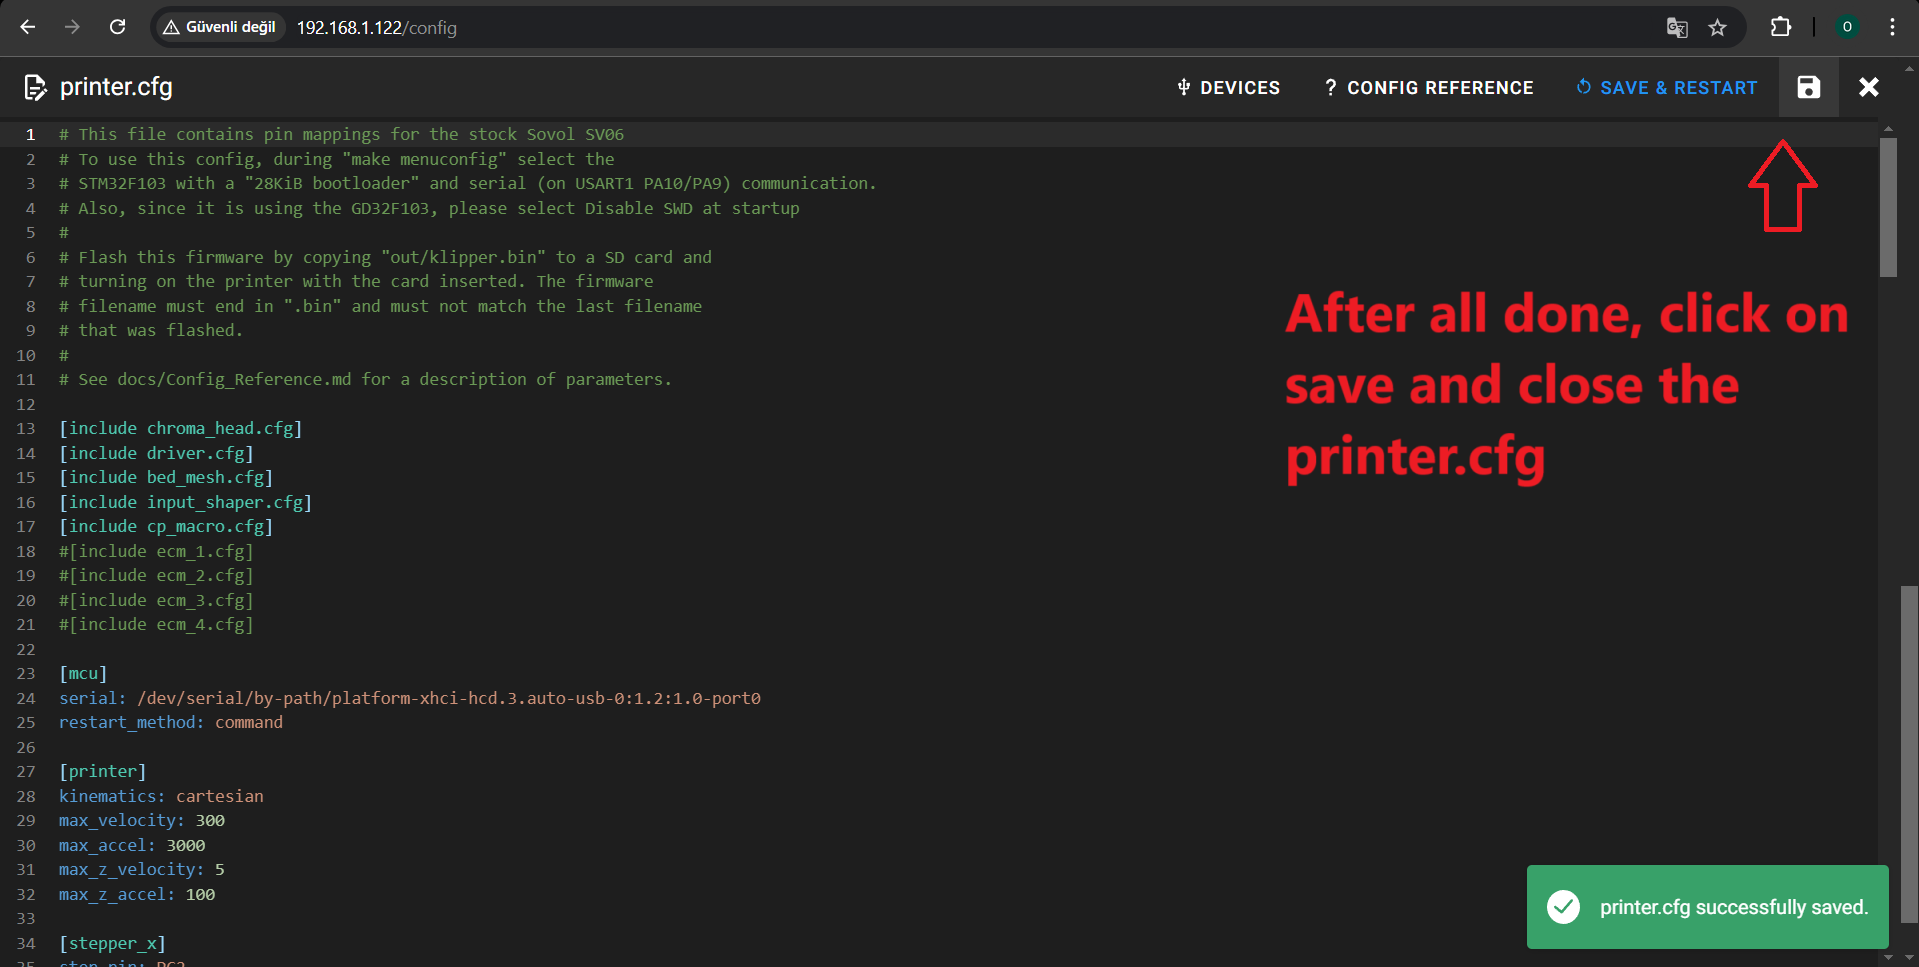 Güvenli değil 192.168.1.122/config O
printer.cfg DEVICES ? CONFIG REFERENCE SAVE & RESTART
1 # This file contains pin mappings for the stock Sovol SV06
2 # To use this config, during "make menuconfig" select the
3 # STM32F103 with a "28KiB bootloader" and serial (on USART1 PA10/PA9) communication.
4 # Also, since it is using the GD32F103, please select Disable SWD at startup
5 #
6 # Flash this firmware by copying "out/klipper.bin" to a SD card and
7 # turning on the printer with the card inserted. The firmware
8 # filename must end in ".bin" and must not match the last filename
9 # that was flashed.
10 #
11 # See docs/Config_Reference.md for a description of parameters.
12
13 [include chroma_head.cfg]
14 [include driver.cfg]
15 [include bed_mesh.cfg]
16 [include input_shaper.cfg]
17 [include cp_macro.cfg]
18 #[include ecm_1.cfg]
19 #[include ecm_2.cfg]
20 #[include ecm_3.cfg]
21 #[include ecm_4.cfg]
22
23 [mcu]
24 serial: /dev/serial/by-path/platform-xhci-hcd.3.auto-usb-0:1.2:1.0-port0
25 restart_method: command
26
27 [printer]
28 kinematics: cartesian
29 max_velocity: 300
30 max_accel: 3000
31 max_z_velocity: 5
32 max_z_accel: 100
33
34 [stepper_x]
35 step_pin: PC2
After all done, click on
save and close the
printer.cfg
printer.cfg successfully saved.